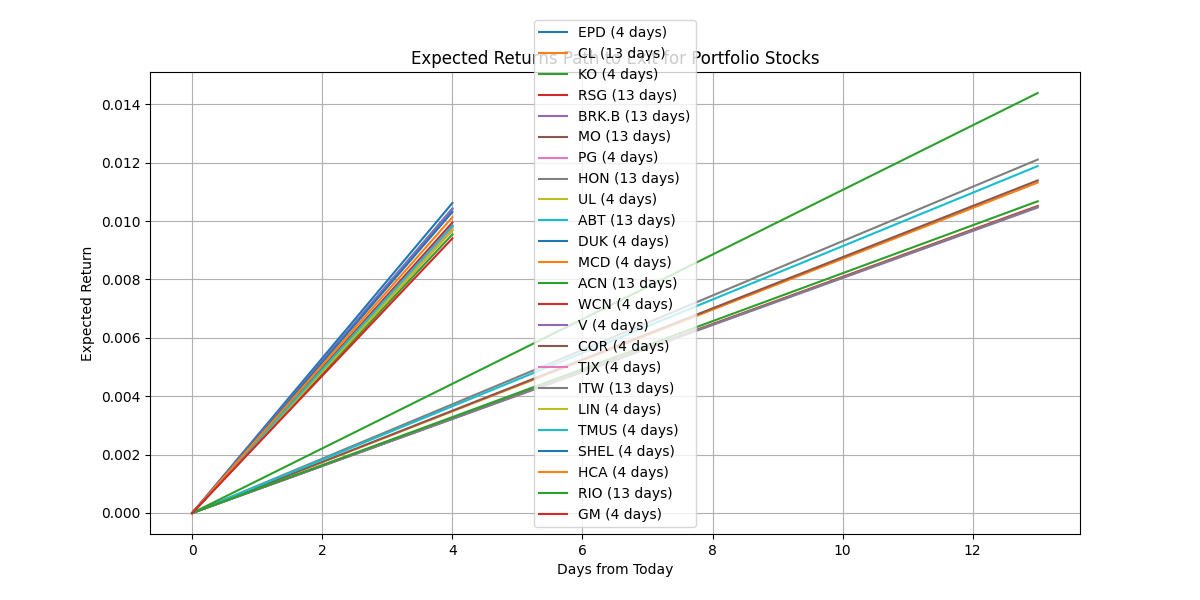 Expected Returns Path to Exit for Portfolio Stocks
EPD (4 days)
CL (13 days)
KO (4 days)
RSG (13 days)
BRK.B (13 days)
MO (13 days)
PG (4 days)
HON (13 days)
UL (4 days)
ABT (13 days)
DUK (4 days)
MCD (4 days)
ACN (13 days)
WCN (4 days)
V (4 days)
COR (4 days)
TJX (4 days)
ITW (13 days)
LIN (4 days)
TMUS (4 days)
SHEL (4 days)
HCA (4 days)
RIO (13 days)
GM (4 days)
Expected Return
0.014
0.012
0.010
0.008
0.006
0.004
0.002
0.000
0 2 4 6 8 10 12
Days from Today